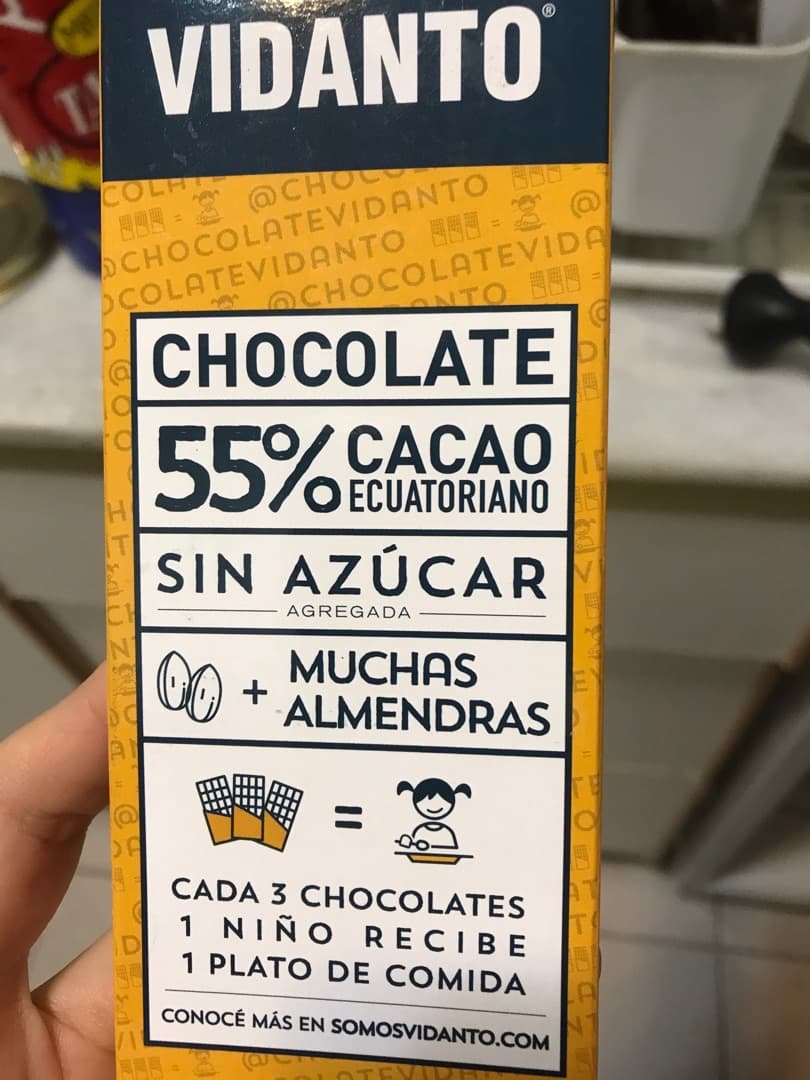 VIDANTO®
@CHOCOLATEVIDANTO
@CHOCOLATEVIDA
CHOCOLATE
55% CACAO
ECUATORIANO
SIN AZÚCAR
AGREGADA
+ MUCHAS
ALMENDRAS
=
CADA 3 CHOCOLATES
1 NIÑO RECIBE
1 PLATO DE COMIDA
CONOCÉ MÁS EN SOMOSVIDANTO.COM